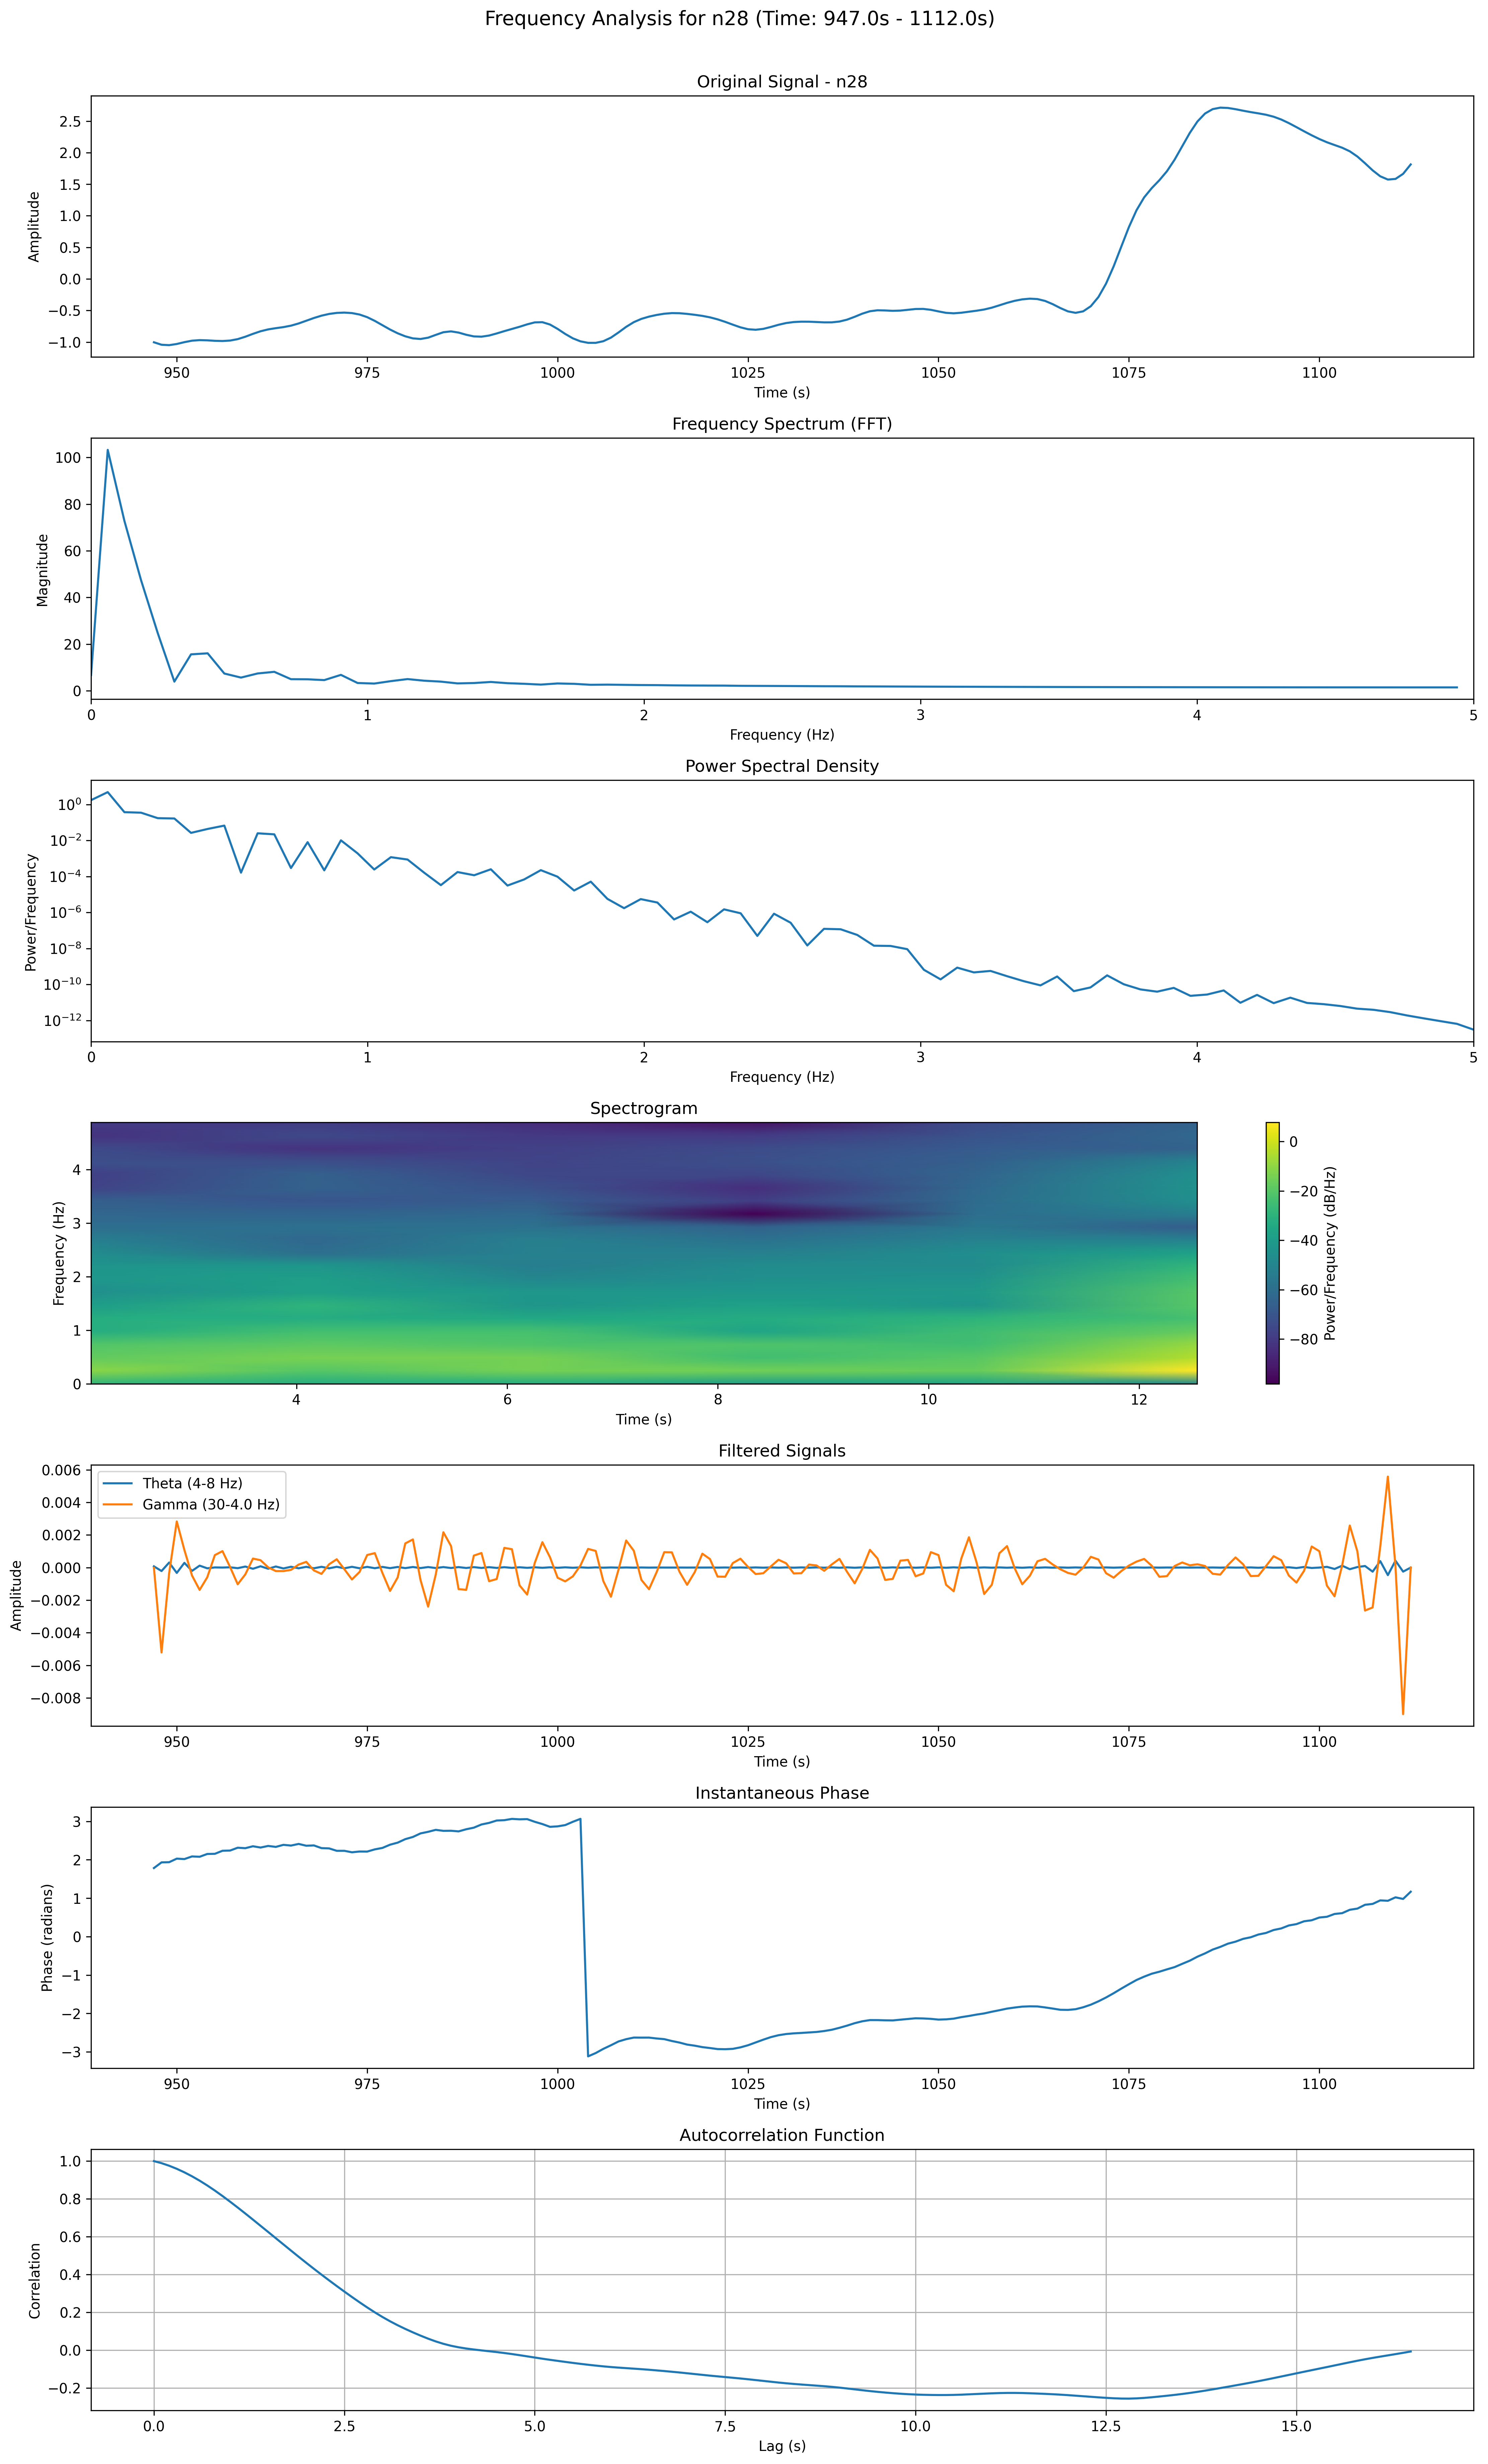 Frequency Analysis for n28 (Time: 947.0s - 1112.0s)
Original Signal - n28
2.5
2.0
1.5
1.0
0.5
0.0
−0.5
−1.0
Amplitude
950 975 1000 1025 1050 1075 1100
Time (s)
Frequency Spectrum (FFT)
100
80
60
40
20
0
Magnitude
0 1 2 3 4 5
Frequency (Hz)
Power Spectral Density
10⁰
10⁻²
10⁻⁴
10⁻⁶
10⁻⁸
10⁻¹⁰
10⁻¹²
Power/Frequency
0 1 2 3 4 5
Frequency (Hz)
Spectrogram
4
3
2
1
0
Frequency (Hz)
4 6 8 10 12
Time (s)
0
−20
−40
−60
−80
Power/Frequency (dB/Hz)
Filtered Signals
Theta (4-8 Hz)
Gamma (30-4.0 Hz)
0.006
0.004
0.002
0.000
−0.002
−0.004
−0.006
−0.008
Amplitude
950 975 1000 1025 1050 1075 1100
Time (s)
Instantaneous Phase
3
2
1
0
−1
−2
−3
Phase (radians)
950 975 1000 1025 1050 1075 1100
Time (s)
Autocorrelation Function
1.0
0.8
0.6
0.4
0.2
0.0
−0.2
Correlation
0.0 2.5 5.0 7.5 10.0 12.5 15.0
Lag (s)